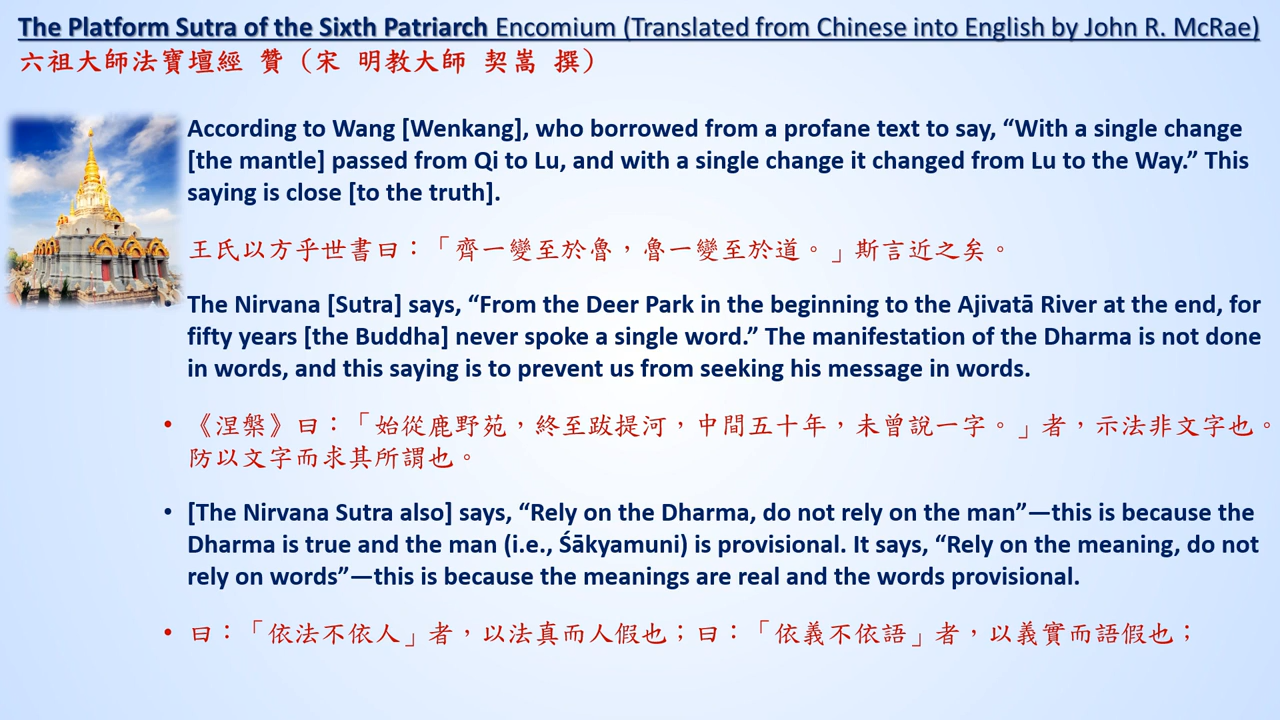 The Platform Sutra of the Sixth Patriarch Encomium (Translated from Chinese into English by John R. McRae)
六祖大師法寶壇經 贊 (宋 明教大師 契嵩 撰)
According to Wang [Wenkang], who borrowed from a profane text to say, “With a single change
[the mantle] passed from Qi to Lu, and with a single change it changed from Lu to the Way.” This
saying is close [to the truth].
王氏以方乎世書曰：「齊一變至於魯，魯一變至於道。」斯言近之矣。
• The Nirvana [Sutra] says, “From the Deer Park in the beginning to the Ajivatā River at the end, for
fifty years [the Buddha] never spoke a single word.” The manifestation of the Dharma is not done
in words, and this saying is to prevent us from seeking his message in words.
• 《涅槃》曰：「始從鹿野苑，終至跋提河，中間五十年，未曾說一字。」者，示法非文字也。
防以文字而求其所謂也。
• [The Nirvana Sutra also] says, “Rely on the Dharma, do not rely on the man”—this is because the
Dharma is true and the man (i.e., Śākyamuni) is provisional. It says, “Rely on the meaning, do not
rely on words”—this is because the meanings are real and the words provisional.
• 曰：「依法不依人」者，以法真而人假也；曰：「依義不依語」者，以義實而語假也；